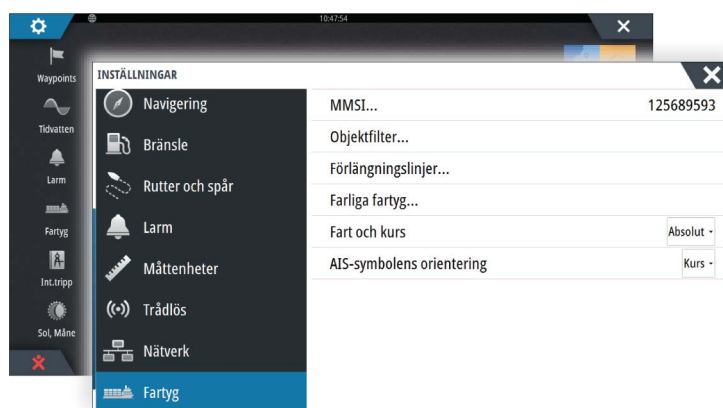 10:47:54
Waypoints
Tidvatten
Larm
Fartyg
Int.tripp
Sol, Måne
INSTÄLLNINGAR
Navigering
Bränsle
Rutter och spår
Larm
Måttenheter
Trådlös
Nätverk
Fartyg
MMSI... 125689593
Objektfilter...
Förlängningslinjer...
Farliga fartyg...
Fart och kurs Absolut
AIS-symbolens orientering Kurs